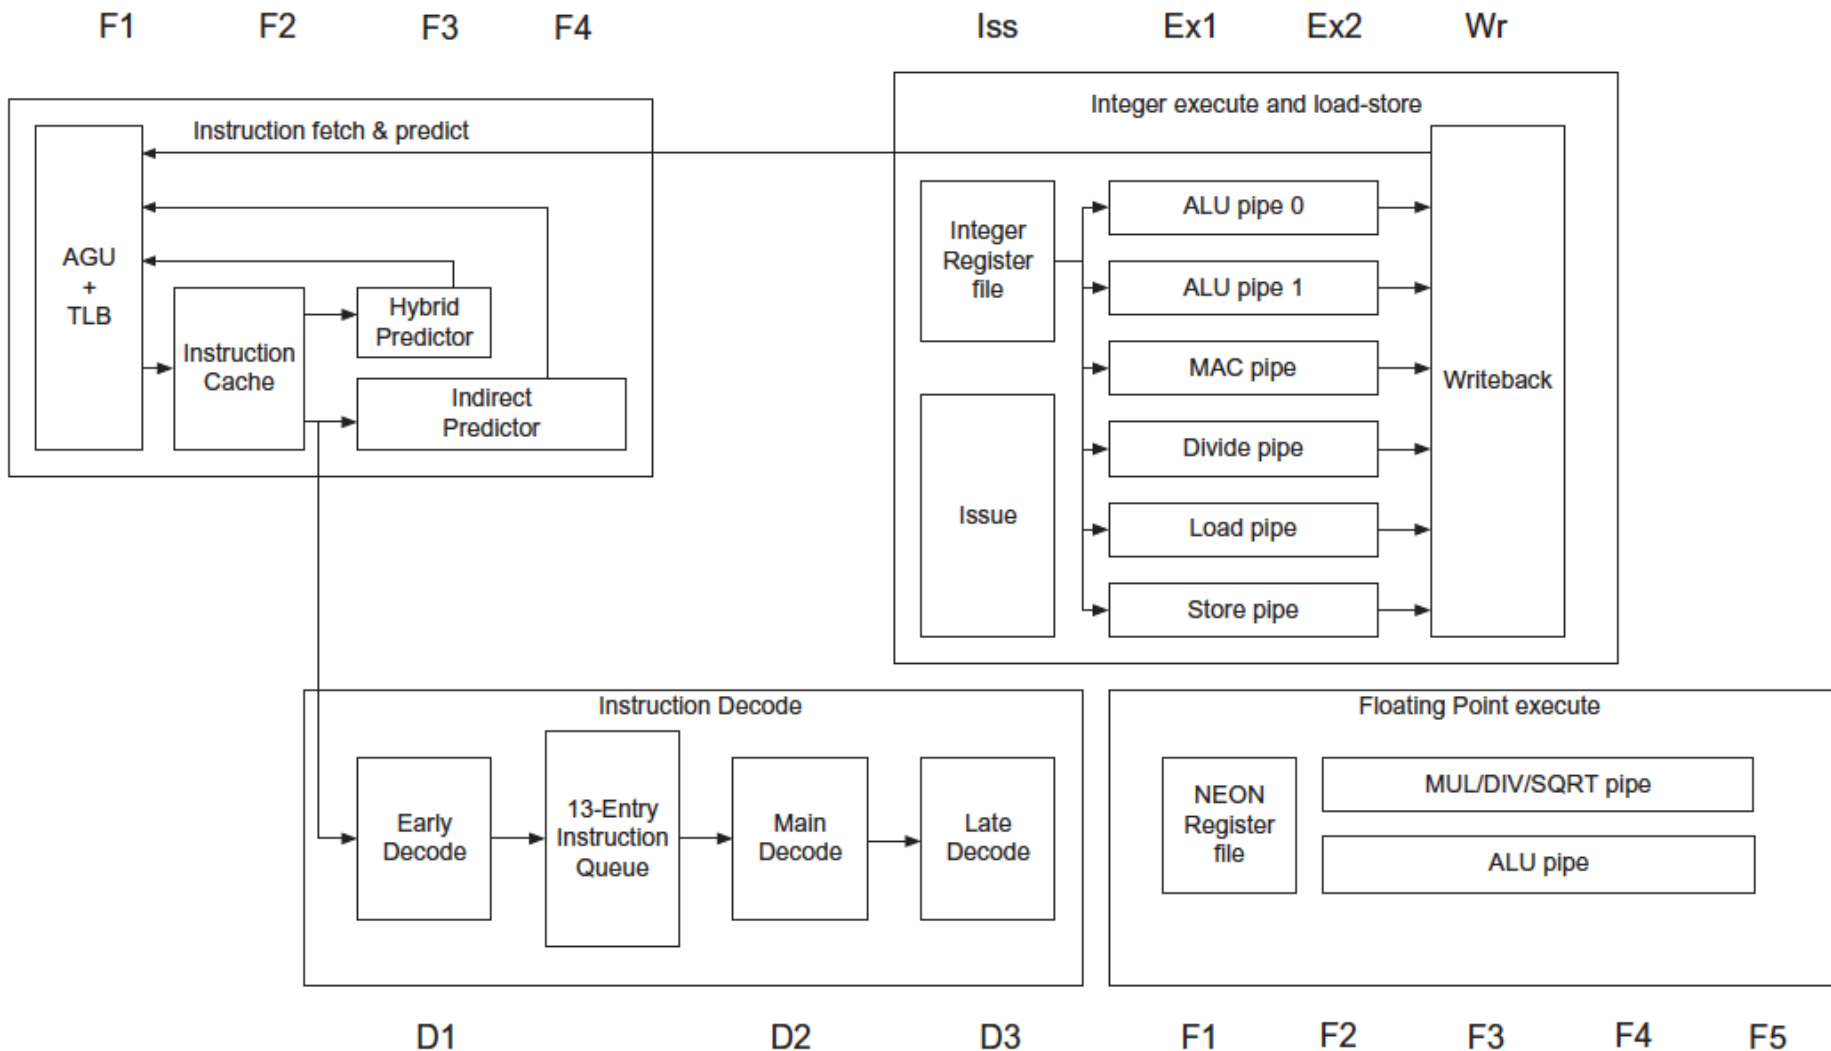 F1 F2 F3 F4 Iss Ex1 Ex2 Wr
Instruction fetch & predict
AGU
+
TLB
Instruction
Cache
Hybrid
Predictor
Indirect
Predictor
Integer execute and load-store
Integer
Register
file
Issue
ALU pipe 0
ALU pipe 1
MAC pipe
Divide pipe
Load pipe
Store pipe
Writeback
Instruction Decode
Early
Decode
13-Entry
Instruction
Queue
Main
Decode
Late
Decode
Floating Point execute
NEON
Register
file
MUL/DIV/SQRT pipe
ALU pipe
D1 D2 D3 F1 F2 F3 F4 F5